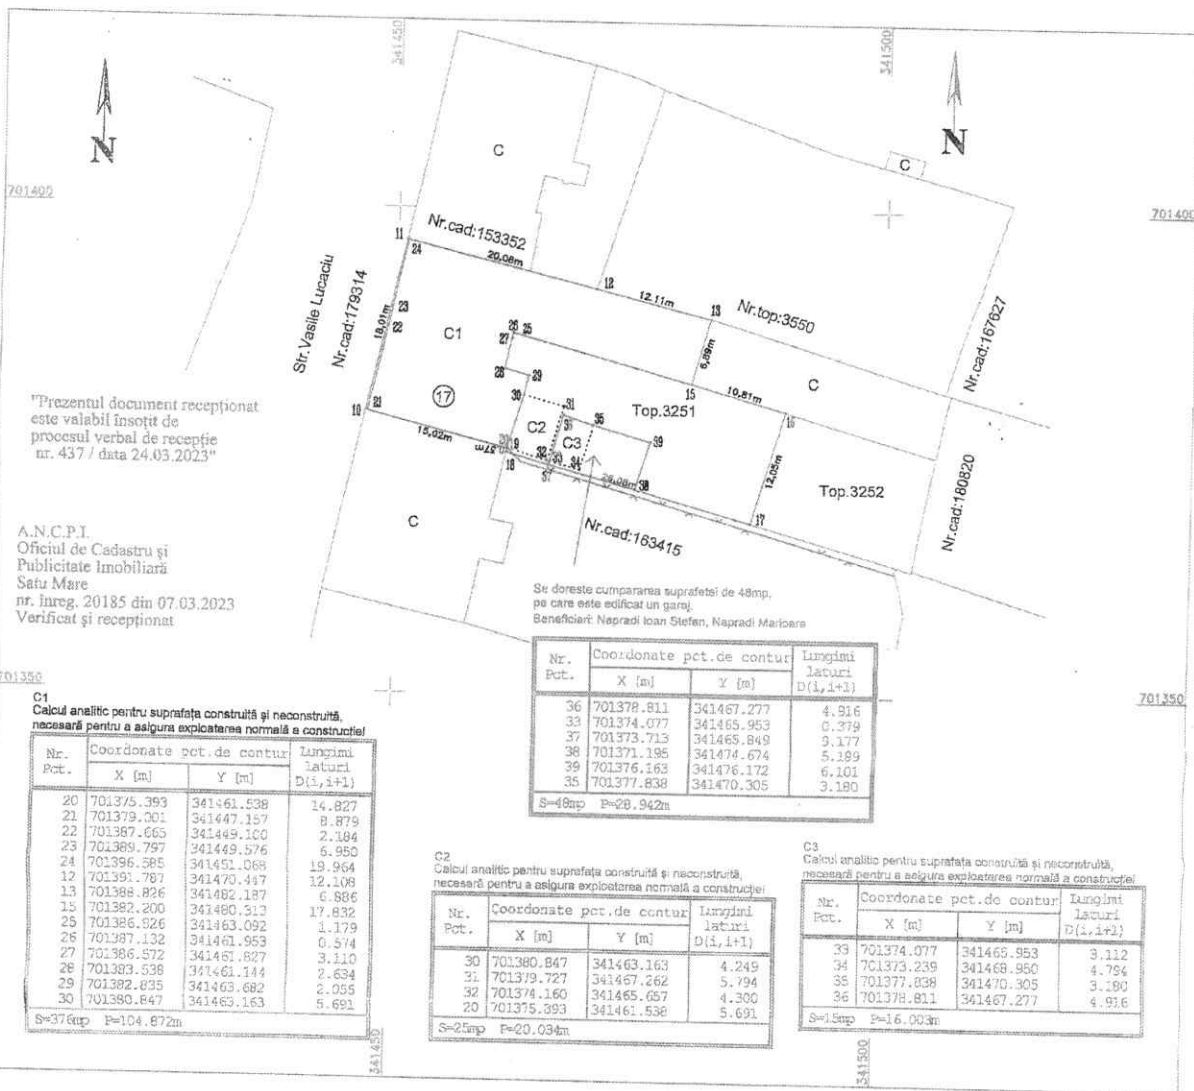 341450
341500
N
N
C
C
701400
701400
11
24
Nr.cad:153352
20,08m
12
12.11m
13
Nr.top:3550
Nr.cad:167627
Str.Vasile Lucaciu
Nr.cad:179314
18,01m
23
22
C1
26
25
27
28
29
6,89m
15
10,81m
C
30
31
Top.3251
16
10
21
17
15,02m
C2
36
35
39
C3
32
33
34
18
37
38
12,05m
Top.3252
Nr.cad:180820
17
C
Nr.cad:163415
"Prezentul document recepționat
este valabil însoțit de
procesul verbal de recepție
nr. 437 / data 24.03.2023"
A.N.C.P.I.
Oficiul de Cadastru și
Publicitate Imobiliară
Satu Mare
nr. înreg. 20185 din 07.03.2023
Verificat și recepționat
Se doreste cumpararea suprafetei de 48mp,
pe care este edificat un garaj.
Beneficiari: Napradi Ioan Stefan, Napradi Marioara
Nr. Pct. Coordonate pct.de contur Lungimi laturi D(i,i+1)
X [m] Y [m]
36 701378.811 341467.277 4.916
33 701374.077 341465.953 0.379
37 701373.713 341465.849 9.177
38 701371.195 341474.674 5.189
39 701376.163 341476.172 6.101
35 701377.838 341470.305 3.180
S=48mp P=28.942m
701350
701350
C1
Calcul analitic pentru suprafața construită și neconstruită,
necesară pentru a asigura exploatarea normală a construcției
Nr. Pct. Coordonate pct.de contur Lungimi laturi D(i,i+1)
X [m] Y [m]
20 701375.393 341461.538 14.827
21 701379.001 341447.157 8.879
22 701387.665 341449.100 2.184
23 701389.797 341449.576 6.950
24 701396.585 341451.068 19.964
12 701391.787 341470.447 12.108
13 701388.826 341482.187 6.886
15 701382.200 341480.313 17.832
25 701386.826 341463.092 1.179
26 701387.132 341461.953 0.574
27 701386.572 341461.827 3.110
28 701383.538 341461.144 2.634
29 701382.835 341463.682 2.055
30 701380.847 341463.163 5.691
S=376mp P=104.872m
C2
Calcul analitic pentru suprafața construită și neconstruită,
necesară pentru a asigura exploatarea normală a construcției
Nr. Pct. Coordonate pct.de contur Lungimi laturi D(i,i+1)
X [m] Y [m]
30 701380.847 341463.163 4.249
31 701379.727 341467.262 5.794
32 701374.160 341465.657 4.300
20 701375.393 341461.538 5.691
S=25mp P=20.034m
C3
Calcul analitic pentru suprafața construită și neconstruită,
necesară pentru a asigura exploatarea normală a construcției
Nr. Pct. Coordonate pct.de contur Lungimi laturi D(i,i+1)
X [m] Y [m]
33 701374.077 341465.953 3.112
34 701373.239 341468.950 4.794
35 701377.838 341470.305 3.180
36 701378.811 341467.277 4.916
S=15mp P=16.003m
341450
341500